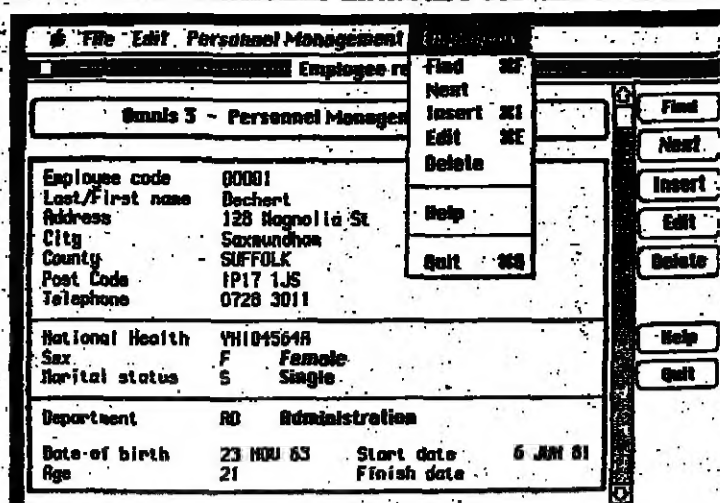 File Edit Personnel Management
Employee re
Find ⌘F
Next
Insert ⌘I
Edit ⌘E
Delete
Help
Quit ⌘Q
Omnis 3 - Personnel Managem
Employee code 00001
Last/First name Dechert
Address 128 Magnolia St
City Saxmundham
County SUFFOLK
Post Code IP17 1JS
Telephone 0728 3011
National Health YH104564A
Sex F Female
Marital status S Single
Department AD Administration
Date of birth 23 NOV 63 Start date 6 JUN 81
Age 21 Finish date
Find
Next
Insert
Edit
Delete
Help
Quit